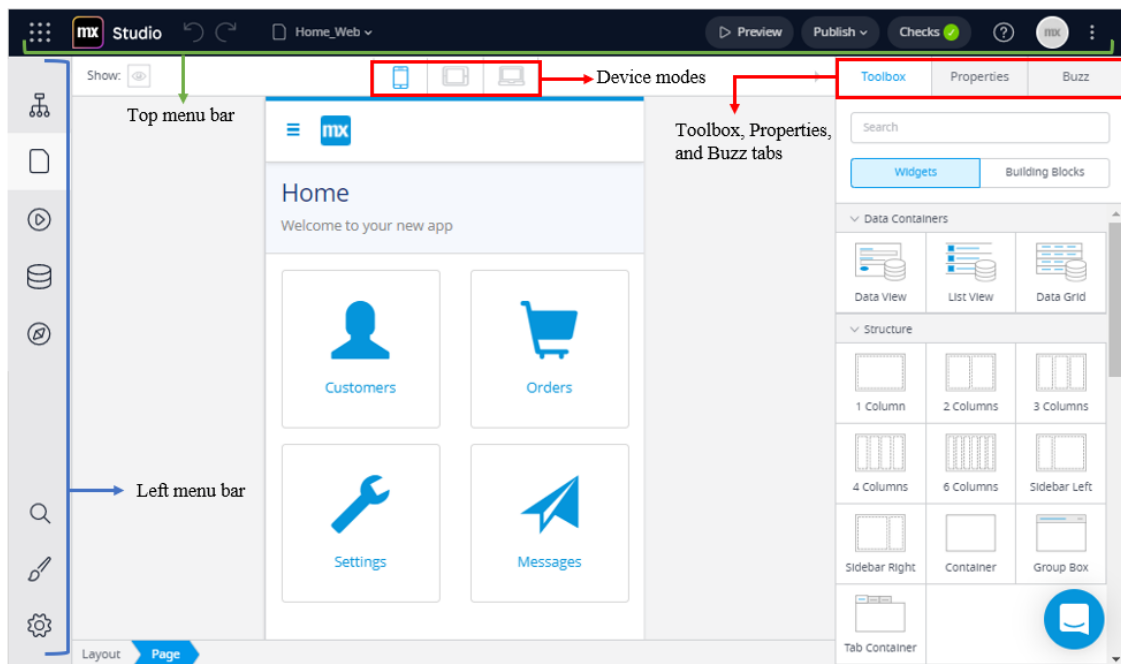 mx Studio Home_Web Preview Publish Checks mx
Show:
Device modes
Toolbox Properties Buzz
Top menu bar
Toolbox, Properties,
and Buzz tabs
mx
Search
Widgets Building Blocks
Home
Welcome to your new app
Data Containers
Data View List View Data Grid
Structure
Customers Orders
1 Column 2 Columns 3 Columns
Left menu bar
4 Columns 6 Columns Sidebar Left
Settings Messages
Sidebar Right Container Group Box
Tab Container
Layout Page